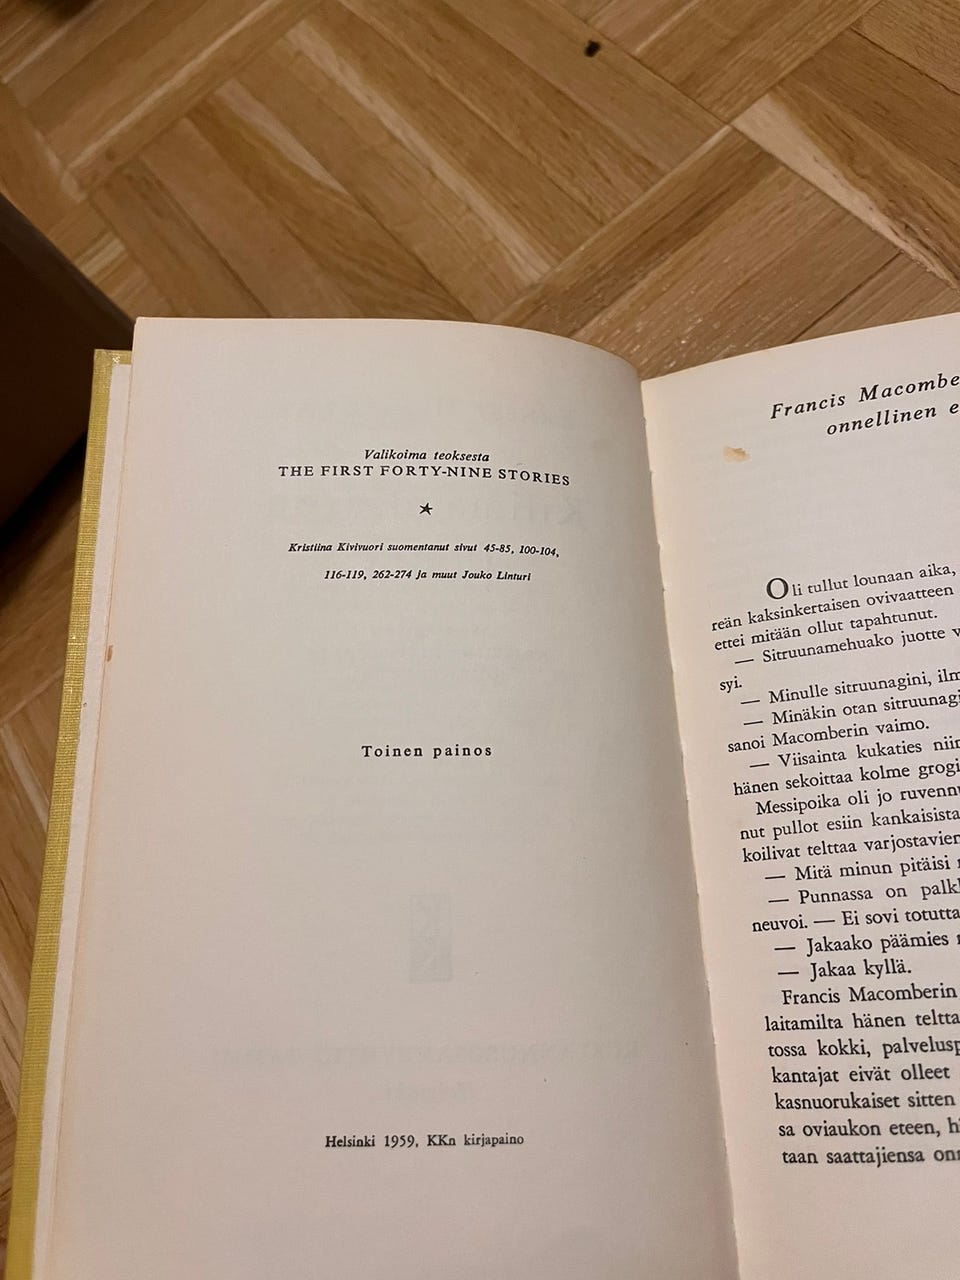 Valikoima teoksesta
THE FIRST FORTY-NINE STORIES
Kristiina Kivivuori suomentanut sivut 45-85, 100-104,
116-119, 262-274 ja muut Jouko Linturi
Toinen painos
Helsinki 1959, KKn kirjapaino
Francis Macombe
onnellinen e
Oli tullut lounaan aika,
reän kaksinkertaisen ovivaatteen
ettei mitään ollut tapahtunut.
— Sitruunamehuako juotte v
syi.
— Minulle sitruunagini, ilm
— Minäkin otan sitruunagi
sanoi Macomberin vaimo.
— Viisainta kukaties niin
hänen sekoittaa kolme grogi
Messipoika oli jo ruvennu
nut pullot esiin kankaisista
koilivat telttaa varjostavien
— Mitä minun pitäisi
— Punnassa on palk
neuvoi. — Ei sovi totutta
— Jakaako päämies
— Jakaa kyllä.
Francis Macomberin
laitamilta hänen teltta
tossa kokki, palvelusp
kantajat eivät olleet
kasnuorukaiset sitten
sa oviaukon eteen, hi
taan saattajiensa onn